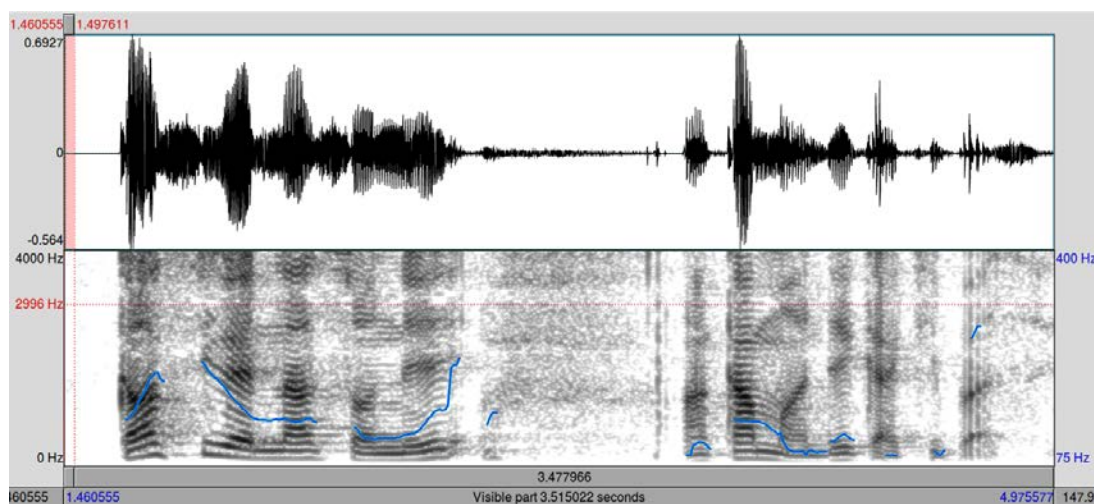 1.460555 1.497611
0.6927
0
-0.564
4000 Hz 400 Hz
2996 Hz
0 Hz 75 Hz
3.477966
60555 1.460555 Visible part 3.515022 seconds 4.975577 147.9